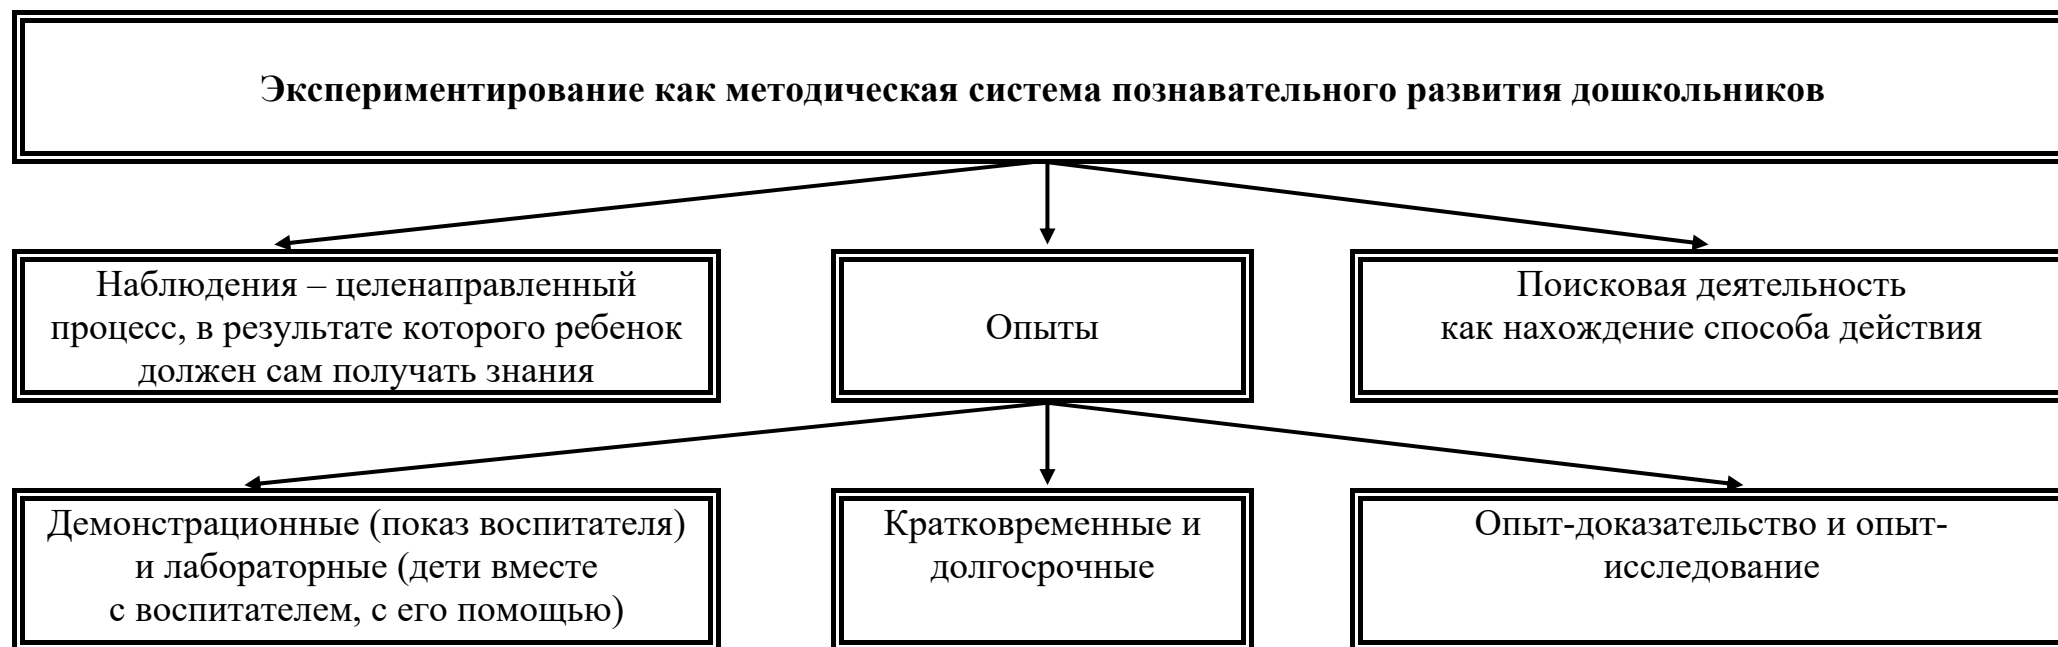 Экспериментирование как методическая система познавательного развития дошкольников
Наблюдения – целенаправленный
процесс, в результате которого ребенок
должен сам получать знания
Опыты
Поисковая деятельность
как нахождение способа действия
Демонстрационные (показ воспитателя)
и лабораторные (дети вместе
с воспитателем, с его помощью)
Кратковременные и
долгосрочные
Опыт-доказательство и опыт-
исследование